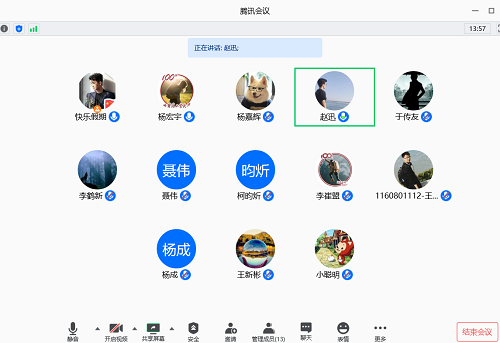 腾讯会议
13:57
正在讲话: 赵迅;
快乐假期
杨宏宇
杨嘉辉
赵迅
于传友
聂伟
昀炘
李鹤新
聂伟
柯昀炘
李崔盟
1160801112-王...
杨成
杨成
王新彬
小聪明
静音
开启视频
共享屏幕
安全
邀请
管理成员(13)
聊天
表情
更多
结束会议